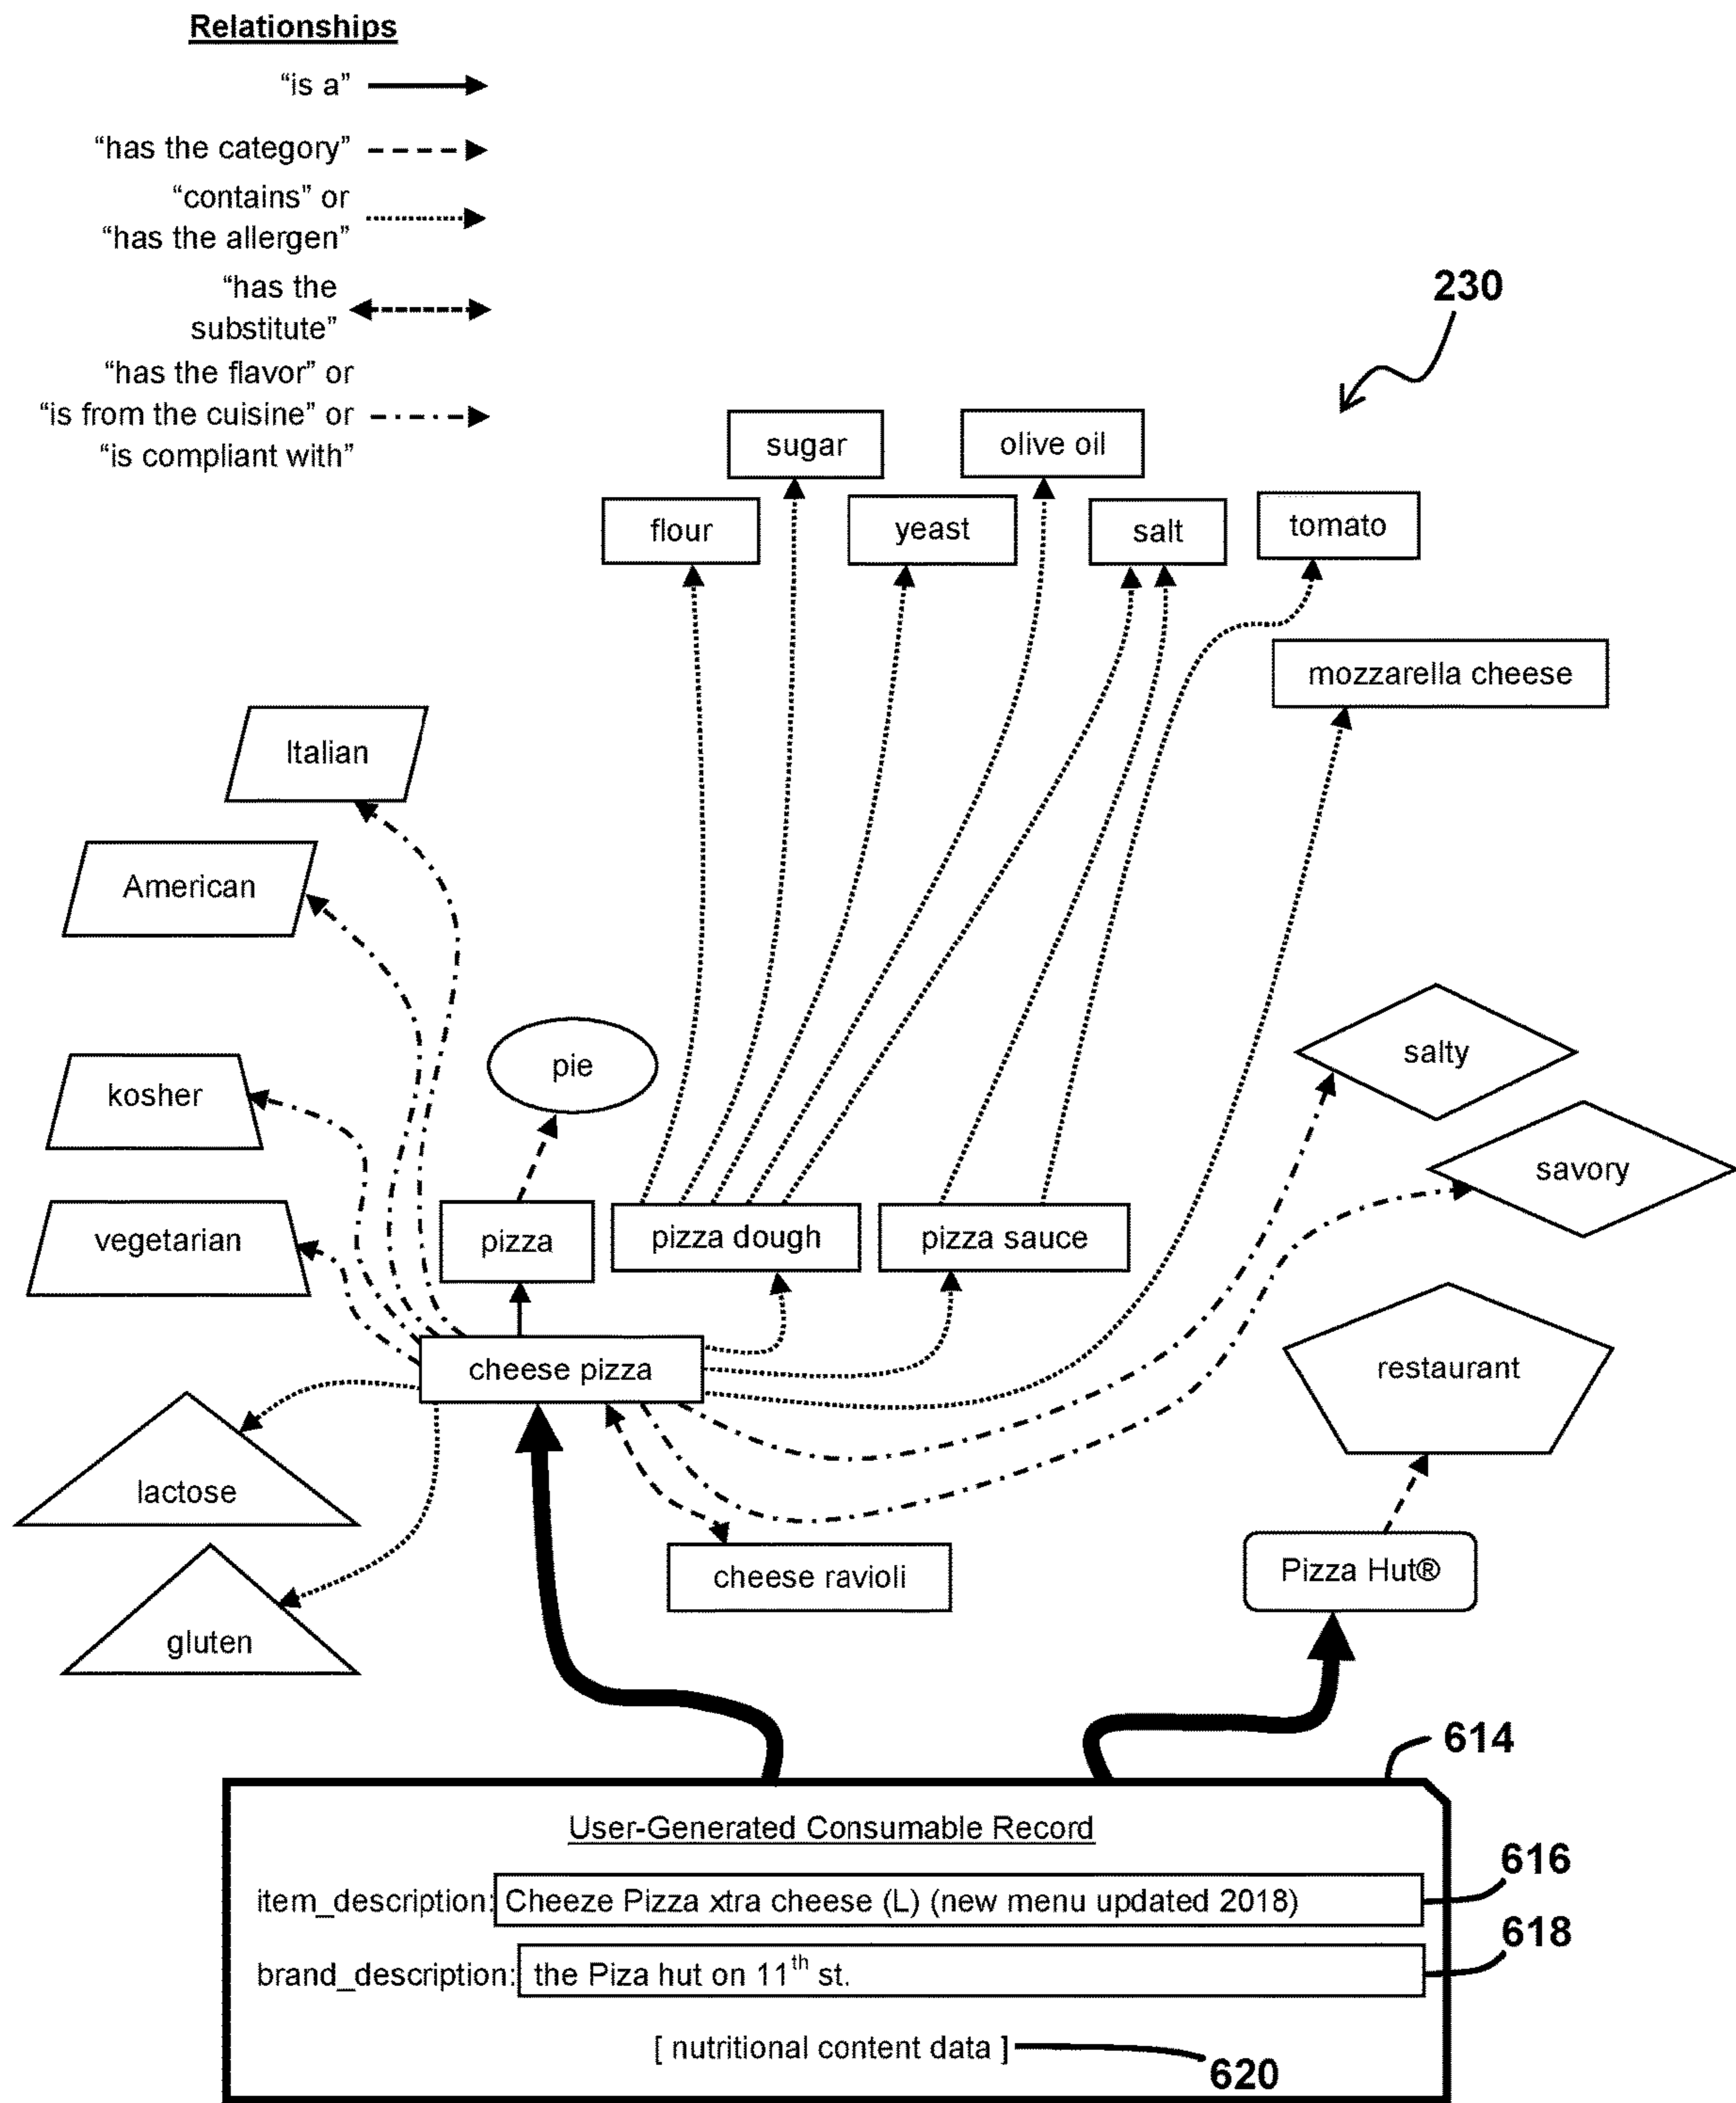 Relationships
“is a”
“has the category”
“contains” or
“has the allergen”
“has the
substitute”
“has the flavor” or
“is from the cuisine” or
“is compliant with”
230
sugar
olive oil
flour
yeast
salt
tomato
mozzarella cheese
Italian
American
kosher
pie
salty
savory
vegetarian
pizza
pizza dough
pizza sauce
cheese pizza
restaurant
lactose
cheese ravioli
Pizza Hut®
gluten
614
User-Generated Consumable Record
616
item_description: Cheeze Pizza xtra cheese (L) (new menu updated 2018)
618
brand_description: the Piza hut on 11th st.
[ nutritional content data ]
620